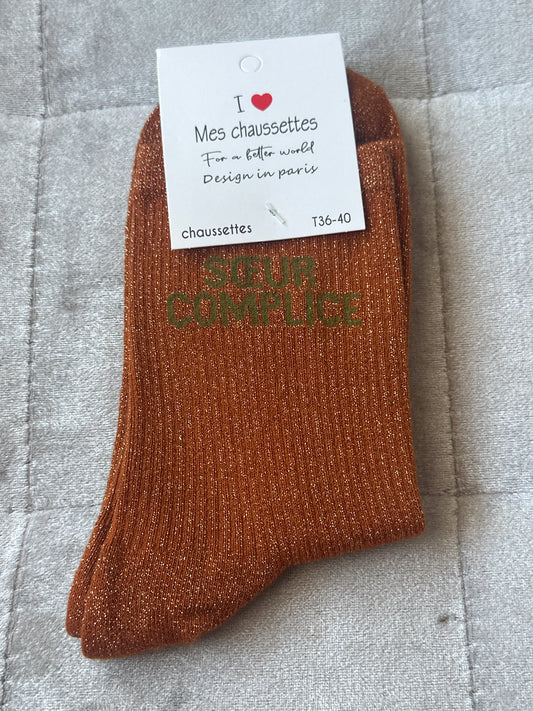 I ❤ 
Mes chaussettes
For a better world
Design in paris
chaussettes T36-40
SŒUR
COMPLICE